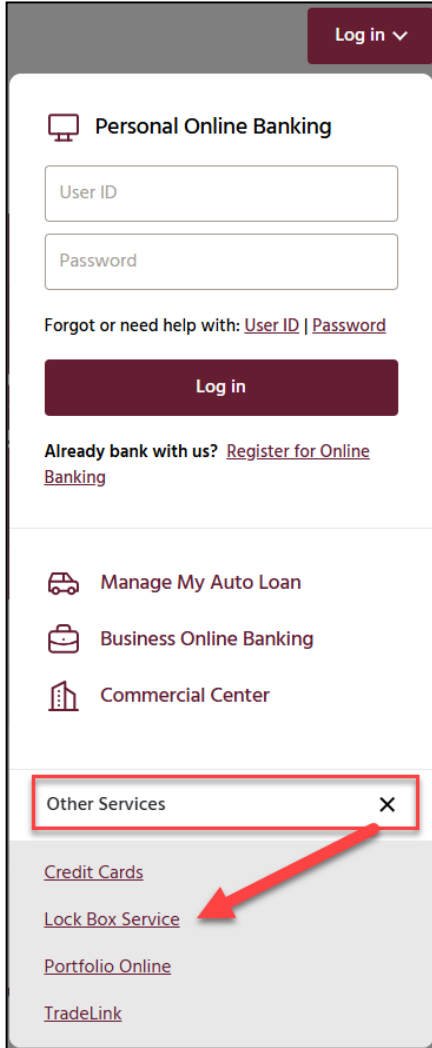 Log in
Personal Online Banking
User ID
Password
Forgot or need help with: User ID | Password
Log in
Already bank with us? Register for Online
Banking
Manage My Auto Loan
Business Online Banking
Commercial Center
Other Services
Credit Cards
Lock Box Service
Portfolio Online
TradeLink